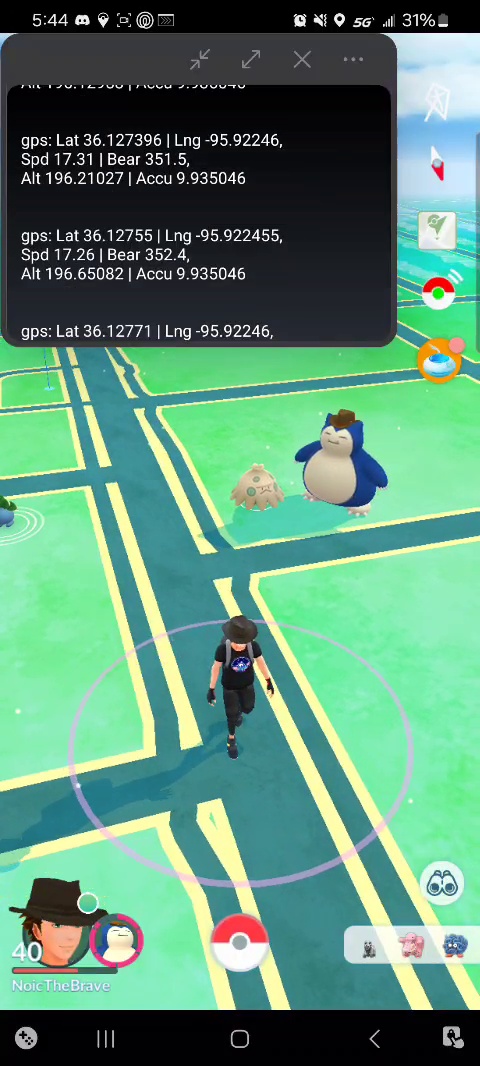 5:44
5G
31%
gps: Lat 36.127396 | Lng -95.92246,
Spd 17.31 | Bear 351.5,
Alt 196.21027 | Accu 9.935046
gps: Lat 36.12755 | Lng -95.922455,
Spd 17.26 | Bear 352.4,
Alt 196.65082 | Accu 9.935046
gps: Lat 36.12771 | Lng -95.92246,
40
NoicTheBrave